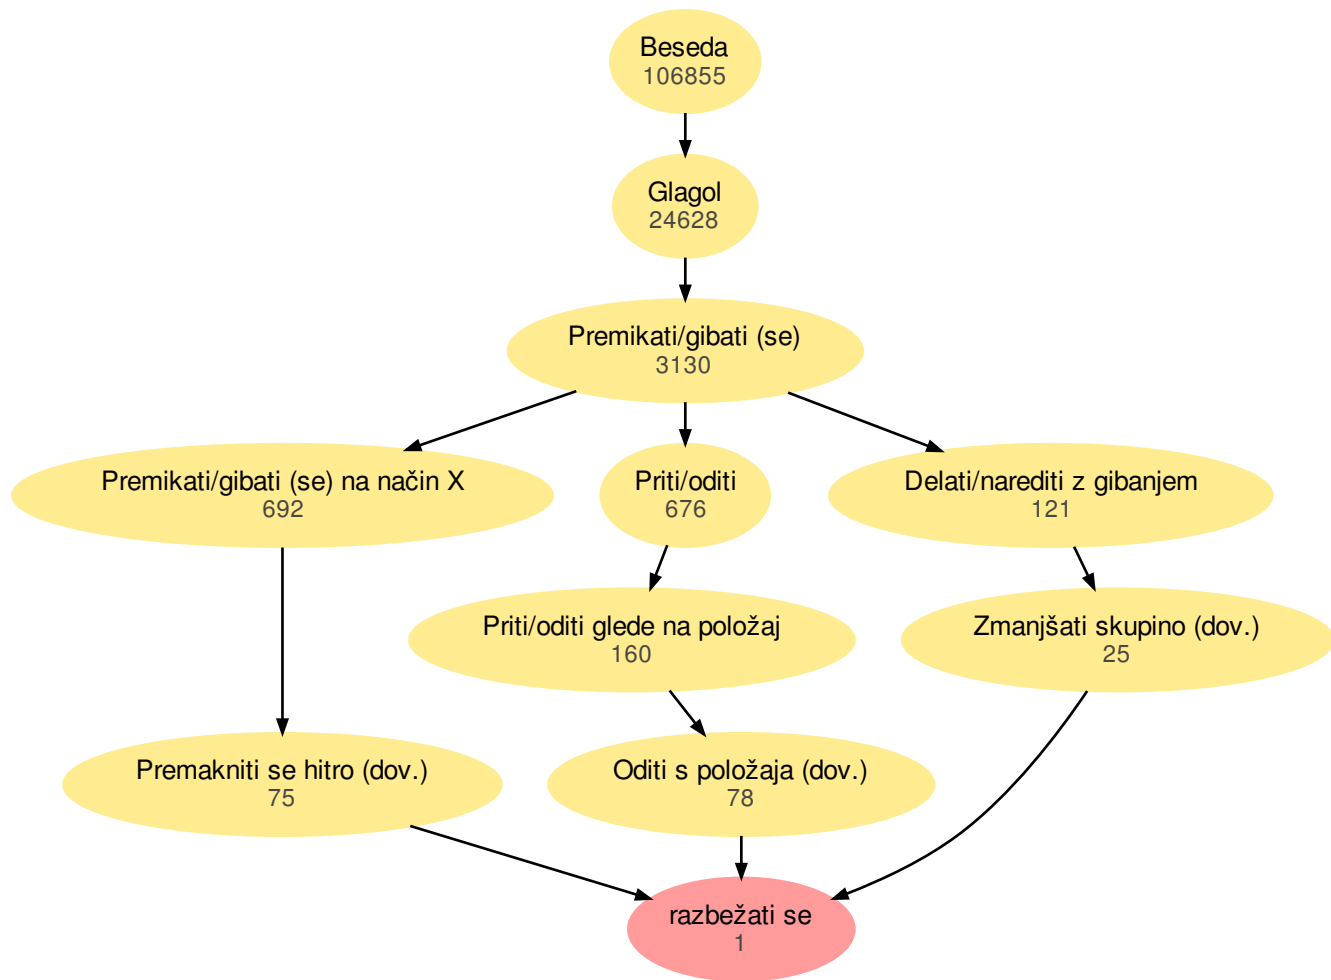 Beseda
106855
Glagol
24628
Premikati/gibati (se)
3130
Premikati/gibati (se) na način X
692
Priti/oditi
676
Delati/narediti z gibanjem
121
Priti/oditi glede na položaj
160
Zmanjšati skupino (dov.)
25
Premakniti se hitro (dov.)
75
Oditi s položaja (dov.)
78
razbežati se
1